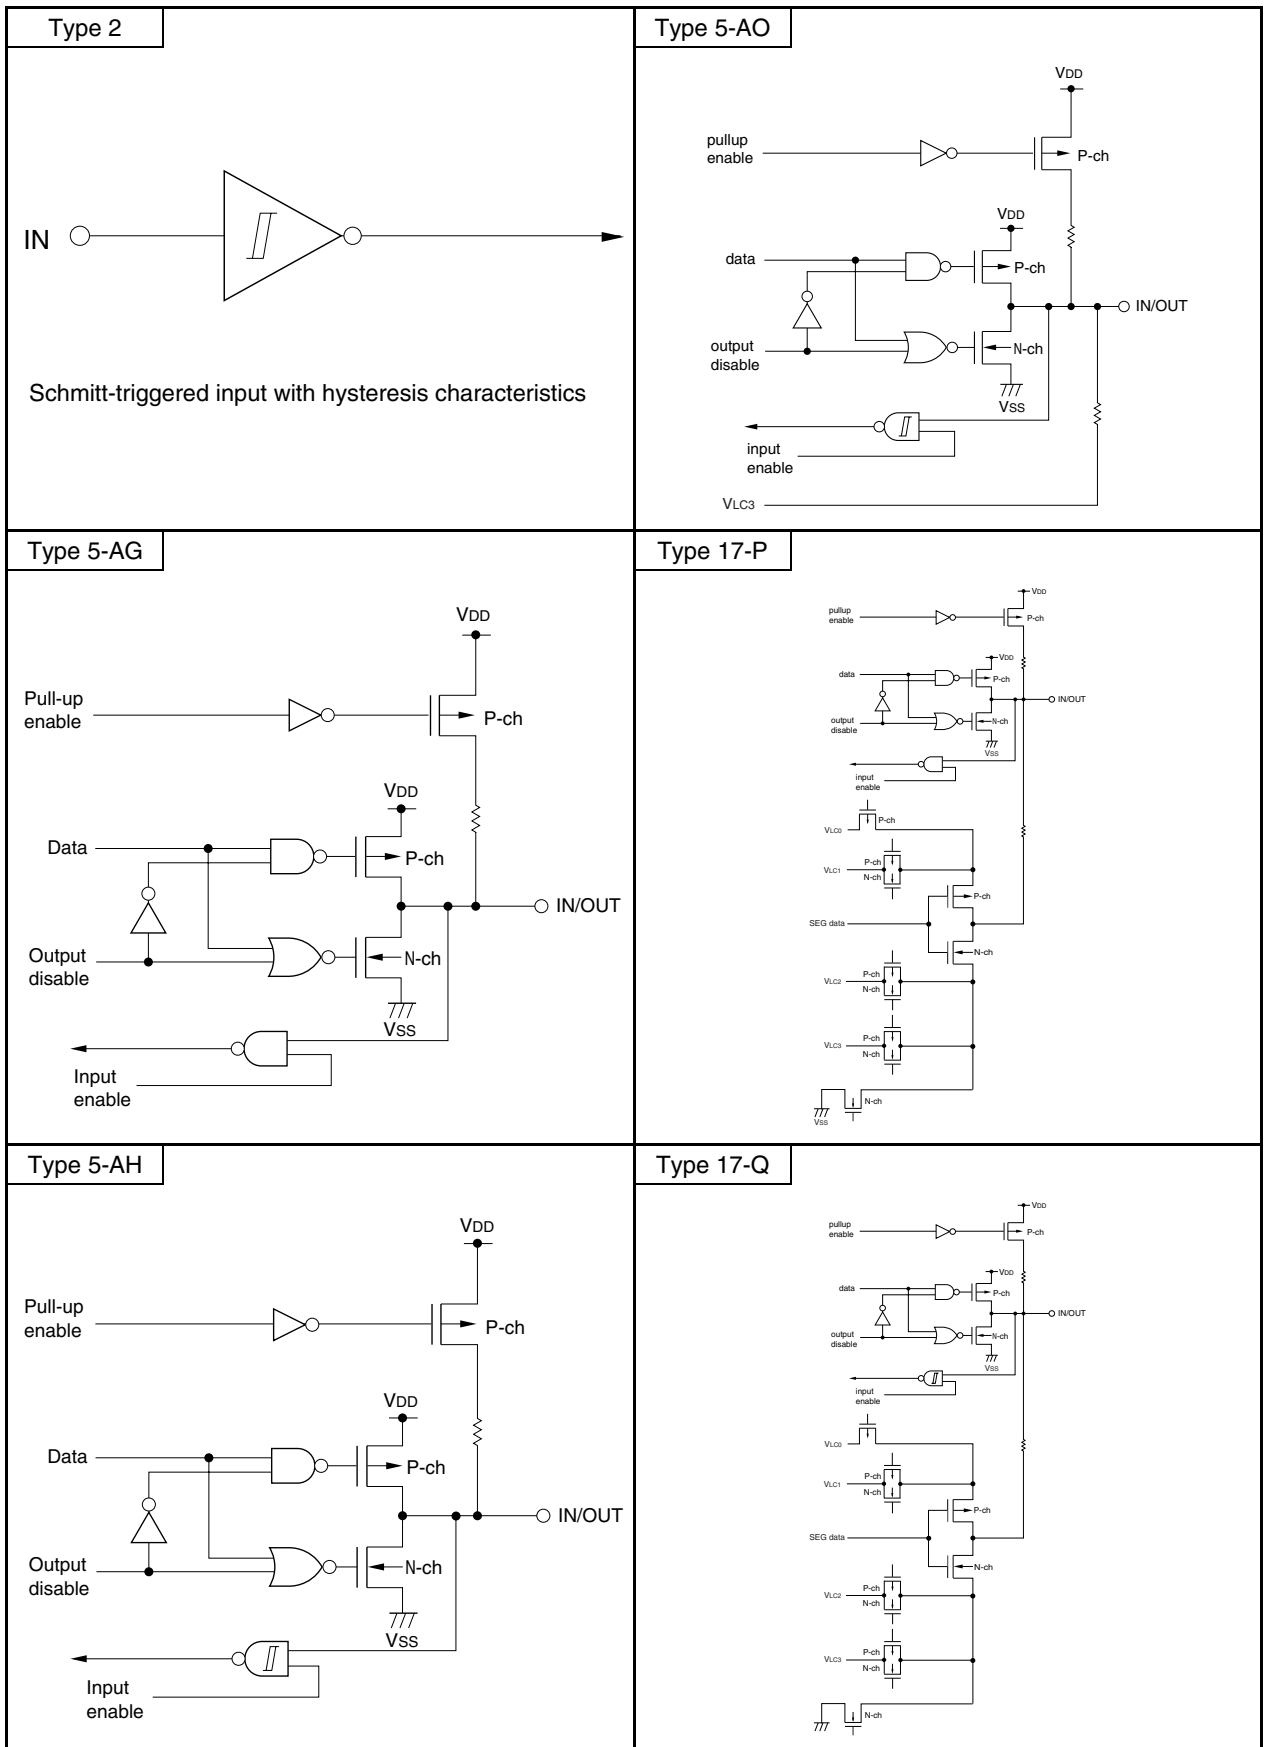 Type 2
IN
Schmitt-triggered input with hysteresis characteristics
Type 5-AO
VDD
pullup
enable
P-ch
VDD
data
P-ch
IN/OUT
output
disable
N-ch
VSS
input
enable
VLC3
Type 5-AG
VDD
Pull-up
enable
P-ch
VDD
Data
P-ch
IN/OUT
Output
disable
N-ch
VSS
Input
enable
Type 17-P
VDD
pullup
enable
P-ch
VDD
data
P-ch
IN/OUT
output
disable
N-ch
VSS
input
enable
P-ch
VLC0
P-ch
VLC1
N-ch
P-ch
SEG data
N-ch
P-ch
VLC2
N-ch
P-ch
VLC3
N-ch
N-ch
VSS
Type 5-AH
VDD
Pull-up
enable
P-ch
VDD
Data
P-ch
IN/OUT
Output
disable
N-ch
VSS
Input
enable
Type 17-Q
VDD
pullup
enable
P-ch
VDD
data
P-ch
IN/OUT
output
disable
N-ch
VSS
input
enable
P-ch
VLC0
P-ch
VLC1
N-ch
P-ch
SEG data
N-ch
P-ch
VLC2
N-ch
P-ch
VLC3
N-ch
N-ch